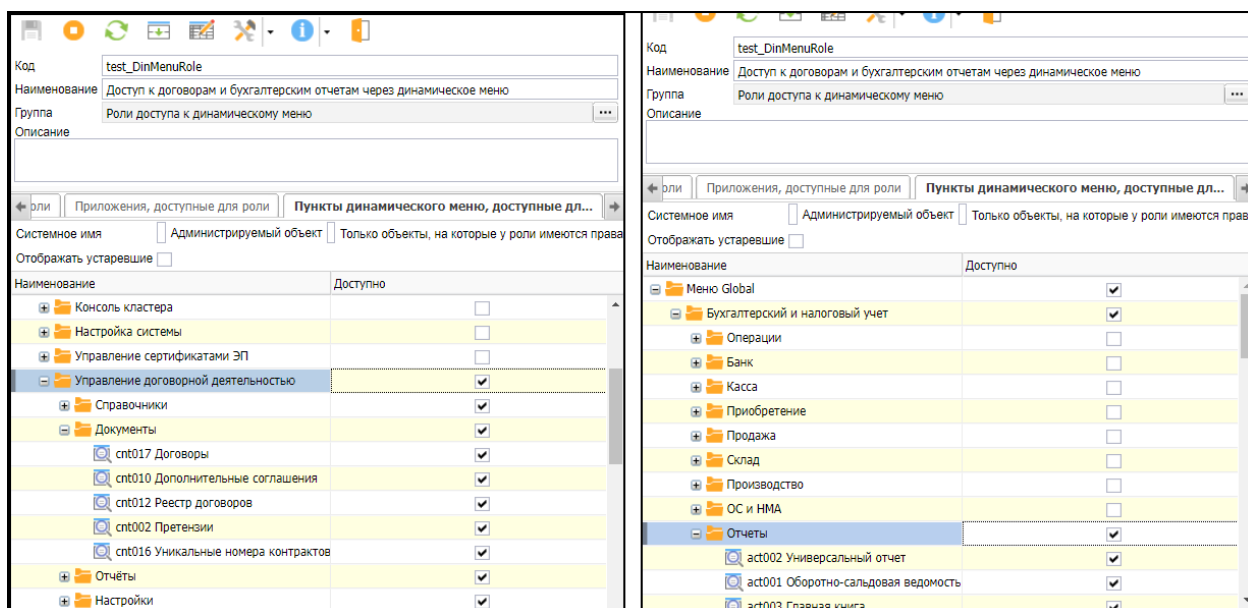 Код test_DinMenuRole
Наименование Доступ к договорам и бухгалтерским отчетам через динамическое меню
Группа Роли доступа к динамическому меню ...
Описание
оли Приложения, доступные для роли Пункты динамического меню, доступные дл...
Системное имя Администрируемый объект Только объекты, на которые у роли имеются права
Отображать устаревшие
Наименование Доступно
Консоль кластера
Настройка системы
Управление сертификатами ЭП
Управление договорной деятельностью
Справочники
Документы
cnt017 Договоры
cnt010 Дополнительные соглашения
cnt012 Реестр договоров
cnt002 Претензии
cnt016 Уникальные номера контрактов
Отчёты
Настройки
Код test_DinMenuRole
Наименование Доступ к договорам и бухгалтерским отчетам через динамическое меню
Группа Роли доступа к динамическому меню ...
Описание
оли Приложения, доступные для роли Пункты динамического меню, доступные дл...
Системное имя Администрируемый объект Только объекты, на которые у роли имеются прав
Отображать устаревшие
Наименование Доступно
Меню Global
Бухгалтерский и налоговый учет
Операции
Банк
Касса
Приобретение
Продажа
Склад
Производство
ОС и НМА
Отчеты
act002 Универсальный отчет
act001 Оборотно-сальдовая ведомость
act003 Главная книга